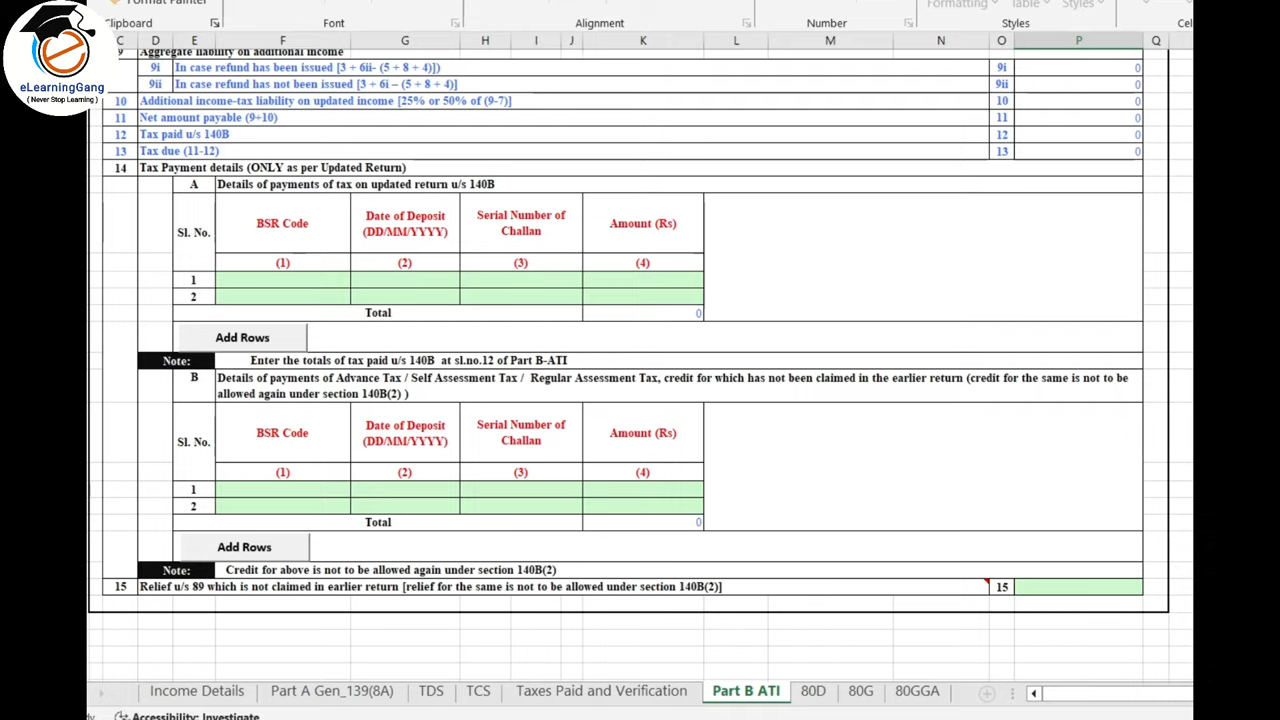 Format Painter
Formatting Table Styles
Clipboard Font Alignment Number Styles Cel
eLearningGang
( Never Stop Learning )
C D E F G H I J K L M N O P Q
9 Aggregate liability on additional income
9i In case refund has been issued [3 + 6ii- (5 + 8 + 4)]) 9i 0
9ii In case refund has not been issued [3 + 6i – (5 + 8 + 4)] 9ii 0
10 Additional income-tax liability on updated income [25% or 50% of (9-7)] 10 0
11 Net amount payable (9+10) 11 0
12 Tax paid u/s 140B 12 0
13 Tax due (11-12) 13 0
14 Tax Payment details (ONLY as per Updated Return)
A Details of payments of tax on updated return u/s 140B
Sl. No. BSR Code Date of Deposit (DD/MM/YYYY) Serial Number of Challan Amount (Rs)
(1) (2) (3) (4)
1
2
Total 0
Add Rows
Note: Enter the totals of tax paid u/s 140B at sl.no.12 of Part B-ATI
B Details of payments of Advance Tax / Self Assessment Tax / Regular Assessment Tax, credit for which has not been claimed in the earlier return (credit for the same is not to be
allowed again under section 140B(2) )
Sl. No. BSR Code Date of Deposit (DD/MM/YYYY) Serial Number of Challan Amount (Rs)
(1) (2) (3) (4)
1
2
Total 0
Add Rows
Note: Credit for above is not to be allowed again under section 140B(2)
15 Relief u/s 89 which is not claimed in earlier return [relief for the same is not to be allowed under section 140B(2)] 15
Income Details Part A Gen_139(8A) TDS TCS Taxes Paid and Verification Part B ATI 80D 80G 80GGA
Accessibility: Investigate